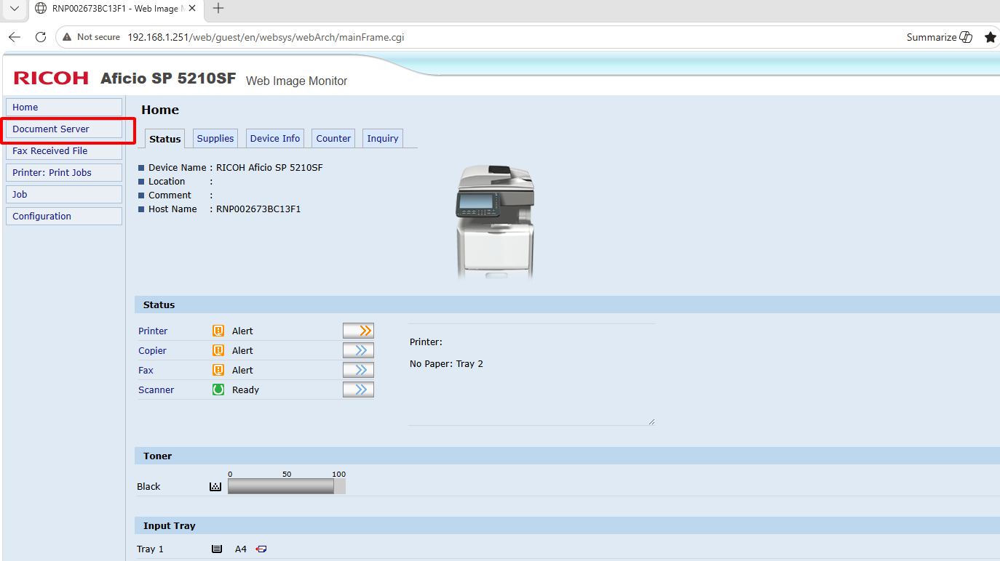 RNP002673BC13F1 - Web Image M
Not secure 192.168.1.251/web/guest/en/websys/webArch/mainFrame.cgi Summarize
RICOH Aficio SP 5210SF Web Image Monitor
Home
Document Server
Fax Received File
Printer: Print Jobs
Job
Configuration
Home
Status Supplies Device Info Counter Inquiry
Device Name : RICOH Aficio SP 5210SF
Location :
Comment :
Host Name : RNP002673BC13F1
Status
Printer Alert
Copier Alert
Fax Alert
Scanner Ready
Printer:
No Paper: Tray 2
Toner
0 50 100
Black
Input Tray
Tray 1 A4